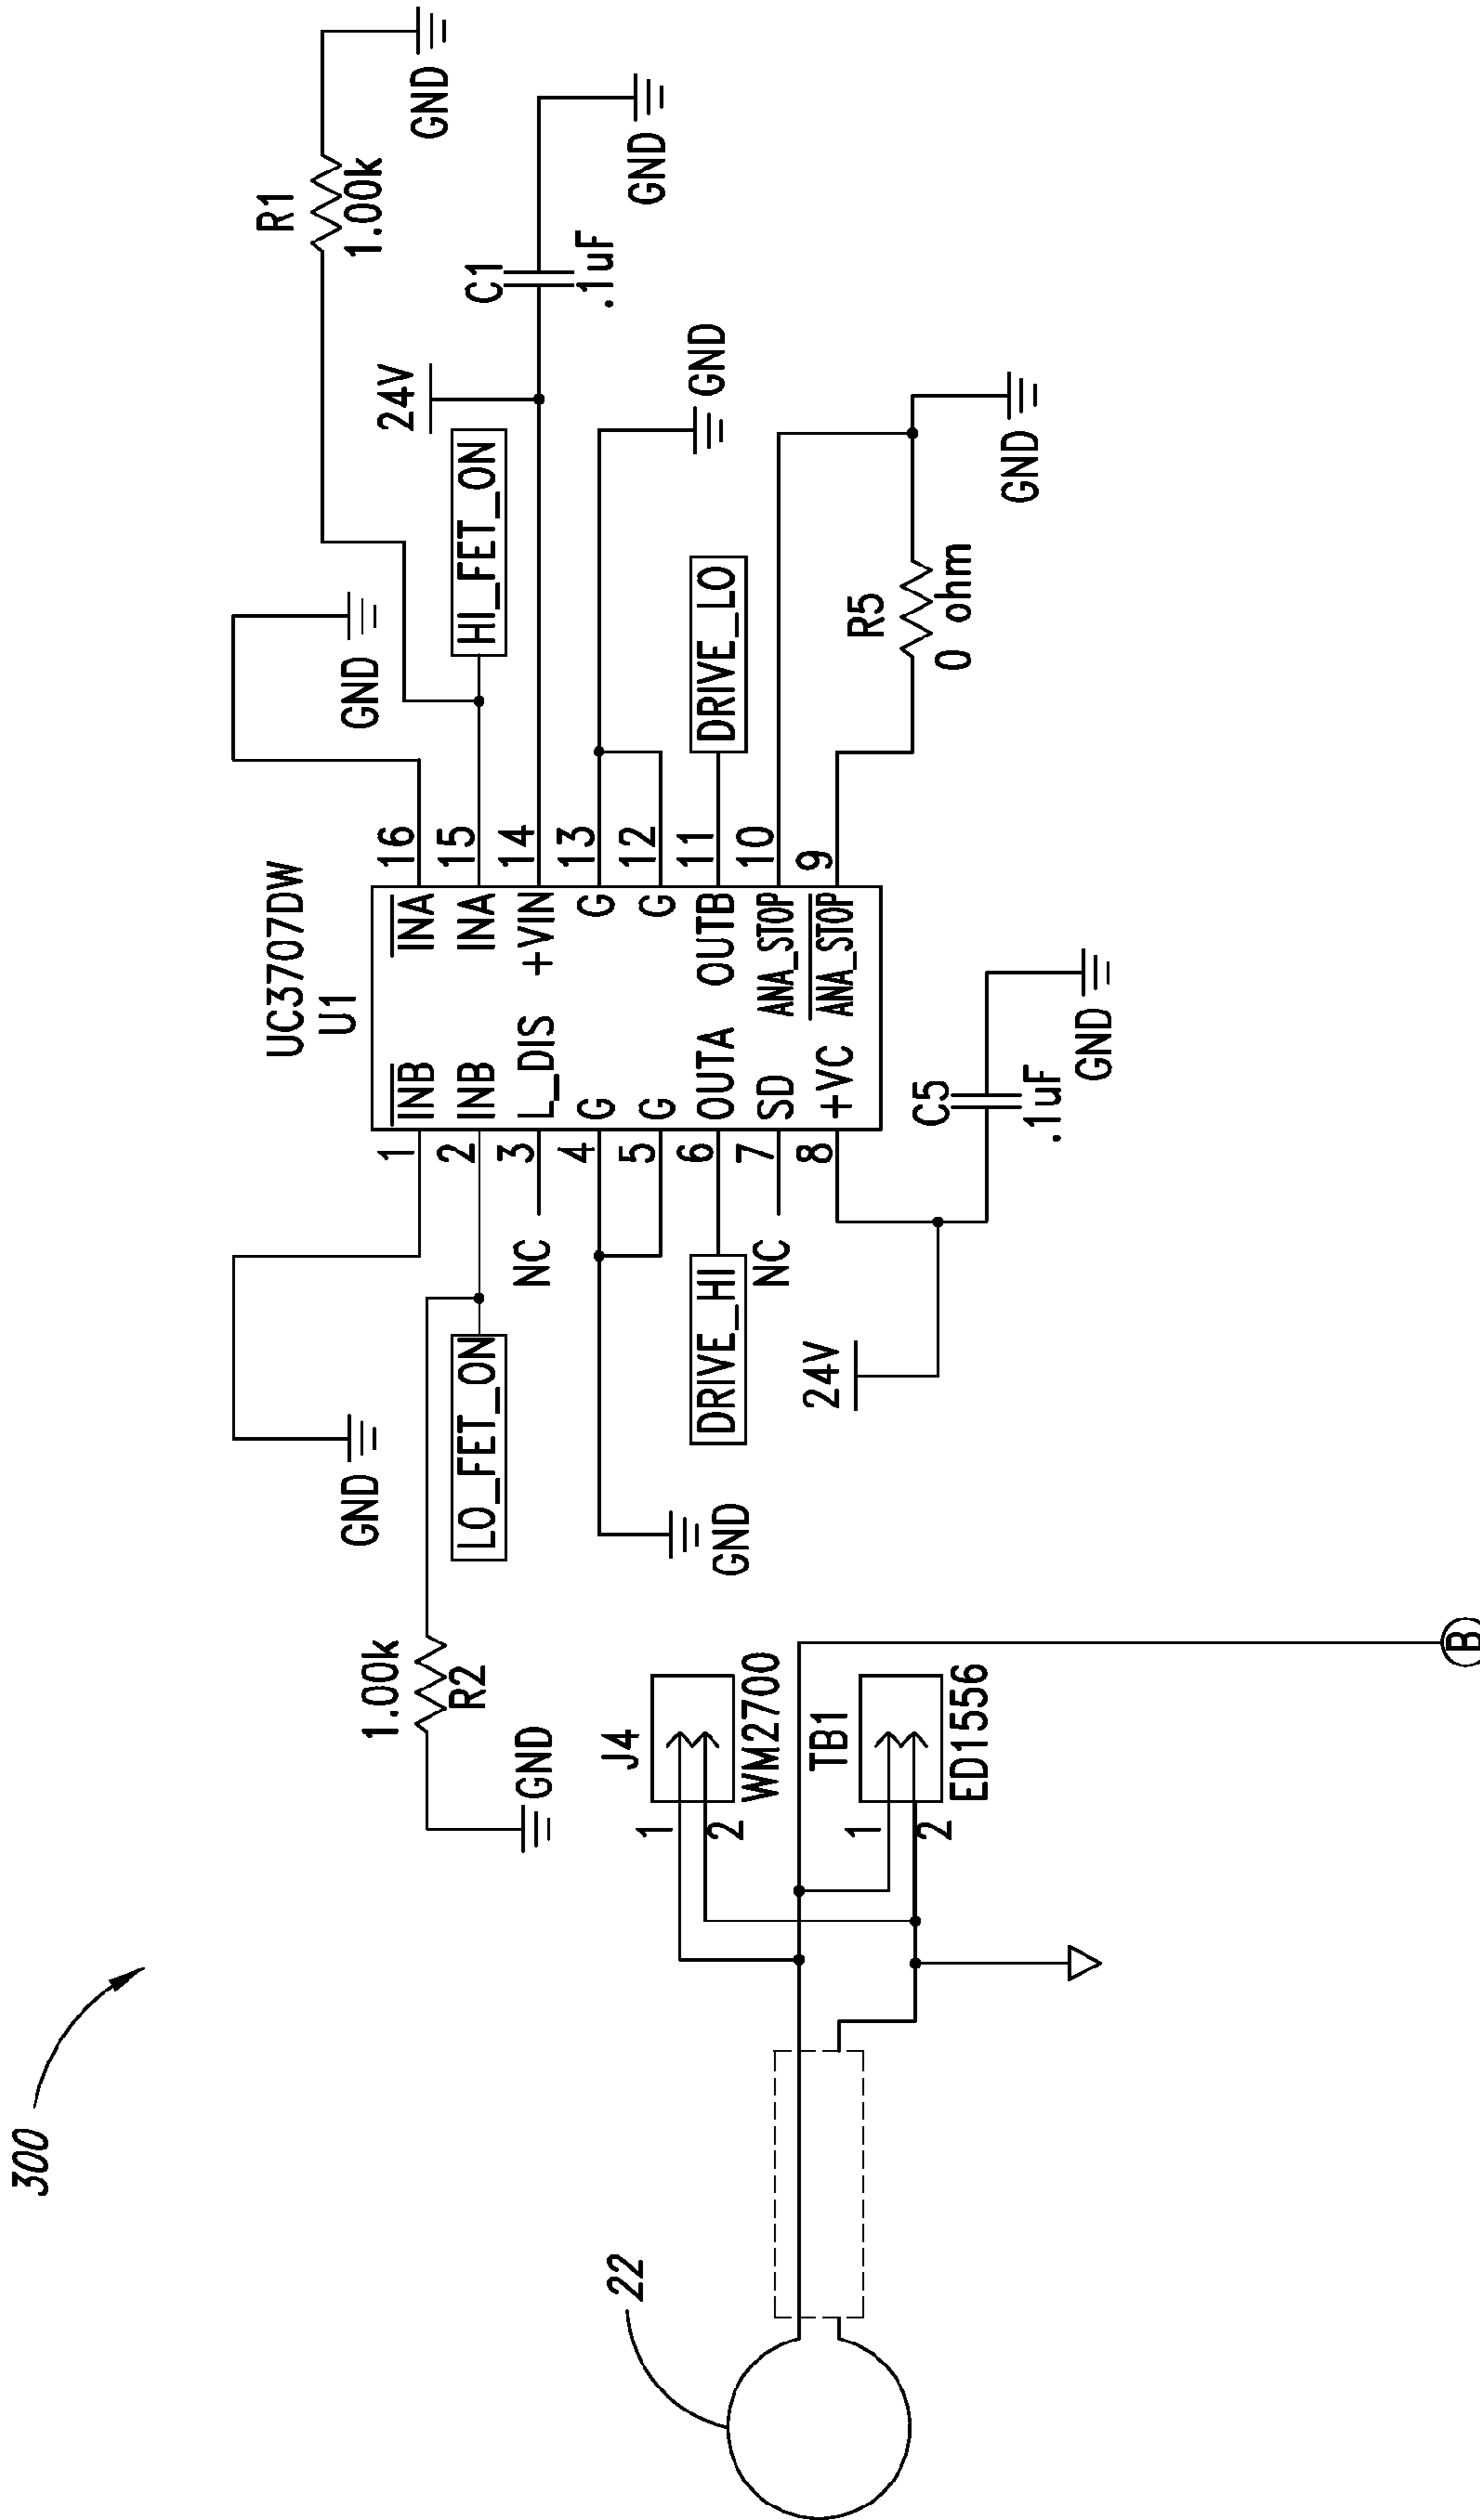 300
22
GND
1.00k
R2
GND
LO_FET_ON
NC
GND
DRIVE_HI
NC
24V
C5
.1uF
GND
UC3707DW
U1
1
2
3
4
5
6
7
8
INB
INB
L_DIS
G
G
OUTA
SD
+VC
INA
INA
+VIN
G
G
OUTB
ANA_STOP
ANA_STOP
16
15
14
13
12
11
10
9
GND
HI_FET_ON
24V
R1
1.00k
GND
C1
.1uF
GND
GND
DRIVE_LO
R5
0 ohm
GND
J4
1
2
WM2700
TB1
1
2
ED1556
B